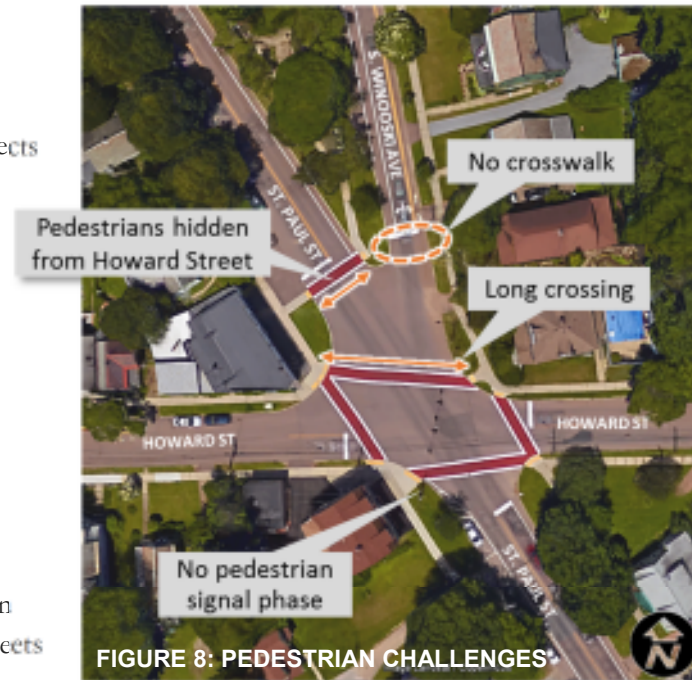 ects
S. WINOOSKI AVE
No crosswalk
ST. PAUL ST
Pedestrians hidden
from Howard Street
Long crossing
HOWARD ST
HOWARD ST
No pedestrian
signal phase
ST. PAUL ST
n
eets
FIGURE 8: PEDESTRIAN CHALLENGES
N